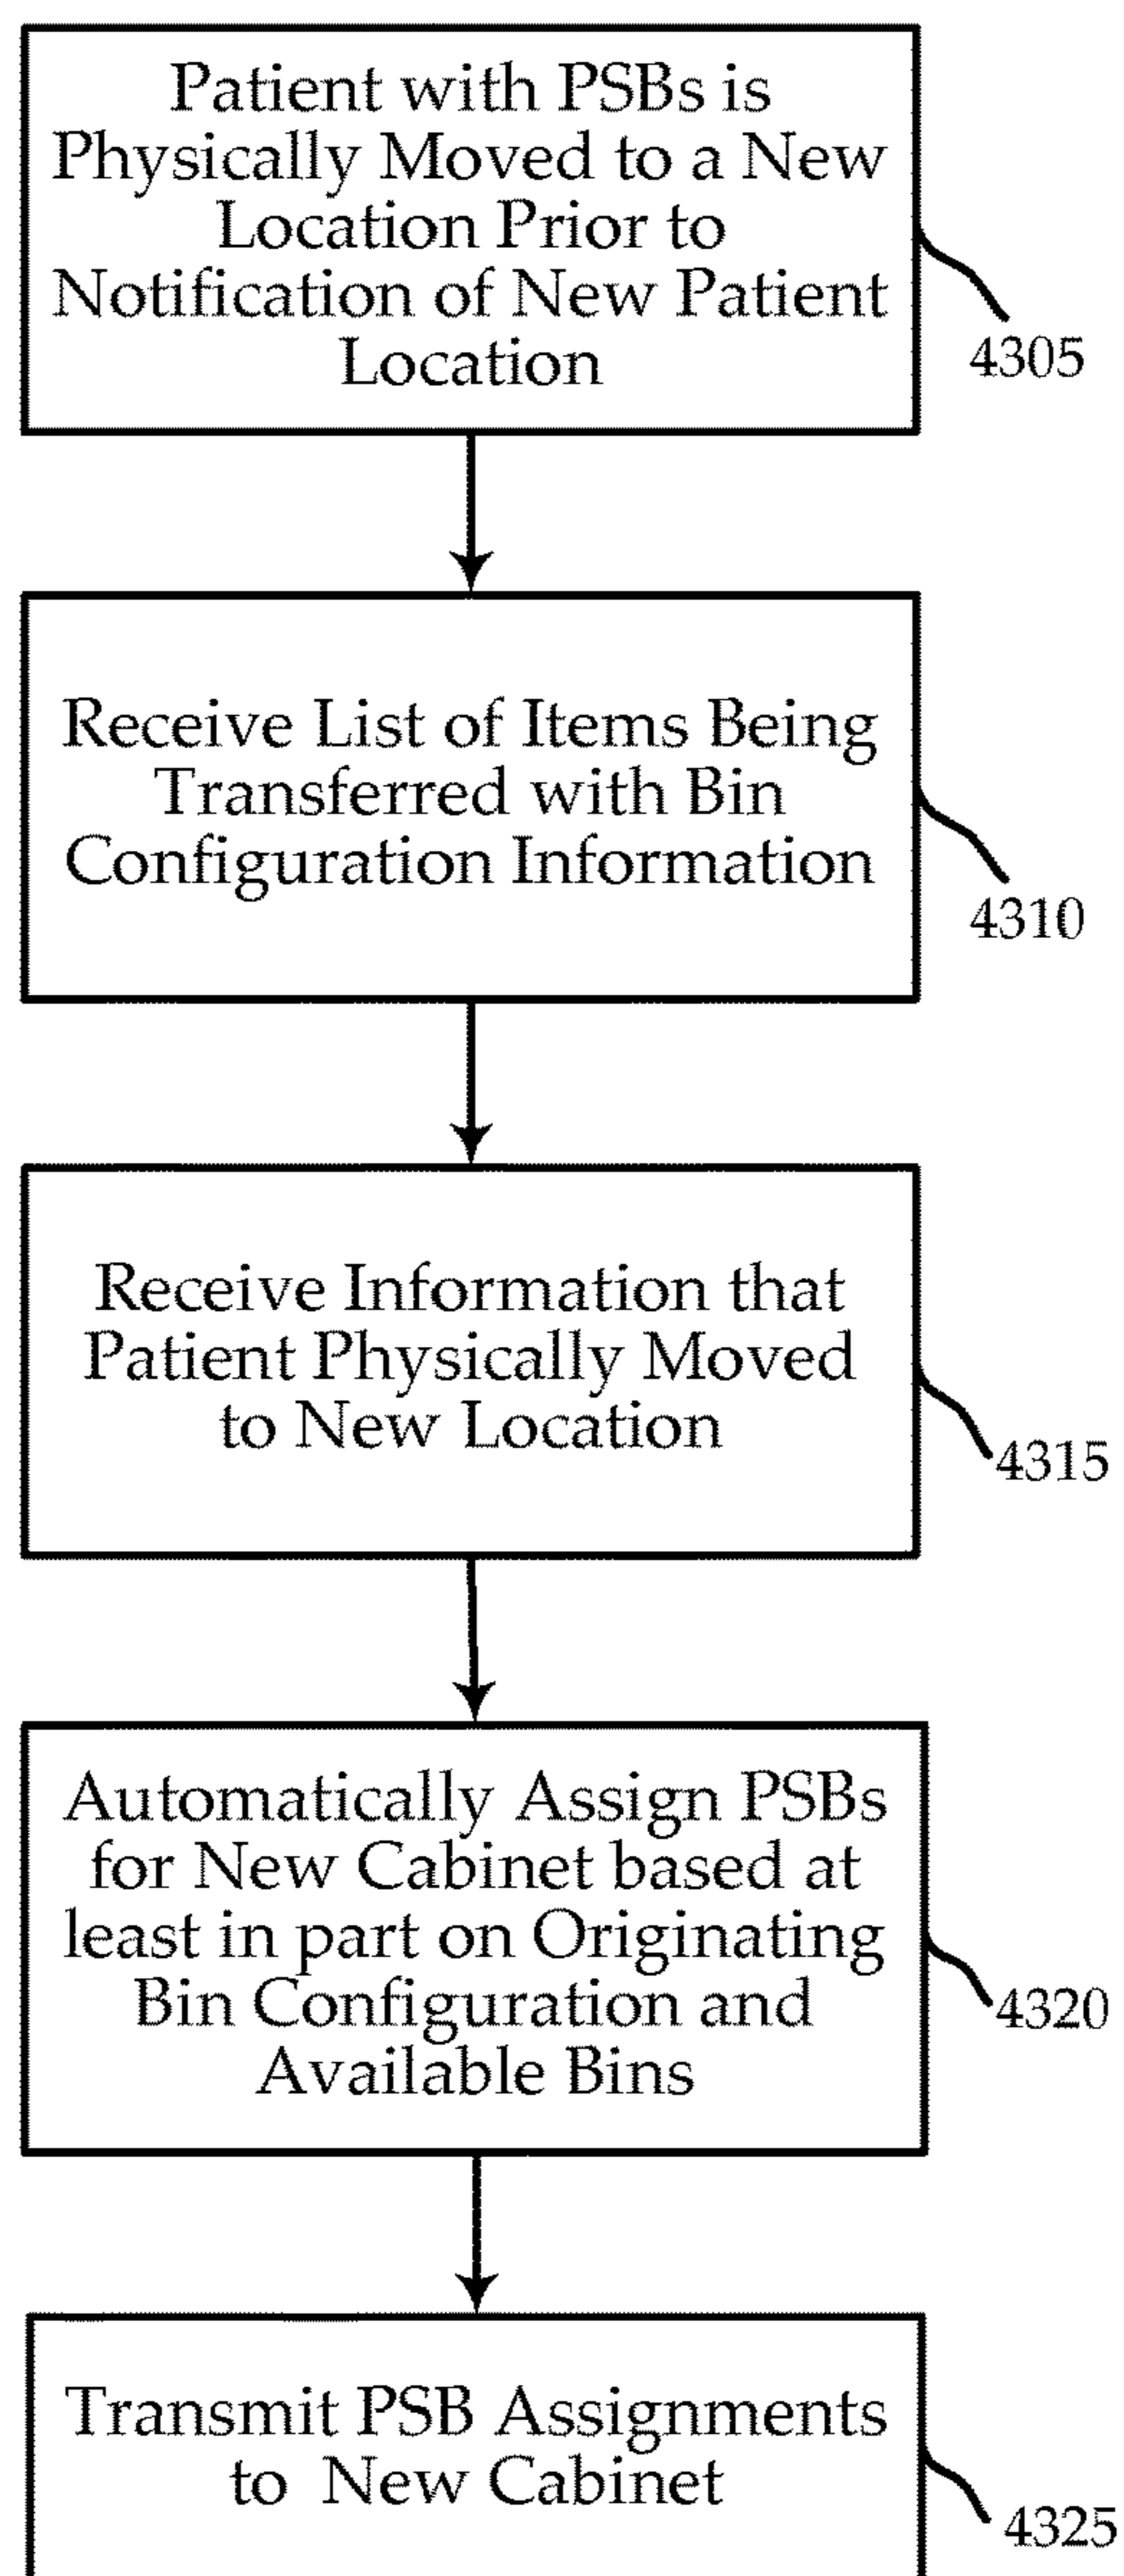 Patient with PSBs is
Physically Moved to a New
Location Prior to
Notification of New Patient
Location
4305
Receive List of Items Being
Transferred with Bin
Configuration Information
4310
Receive Information that
Patient Physically Moved
to New Location
4315
Automatically Assign PSBs
for New Cabinet based at
least in part on Originating
Bin Configuration and
Available Bins
4320
Transmit PSB Assignments
to New Cabinet
4325